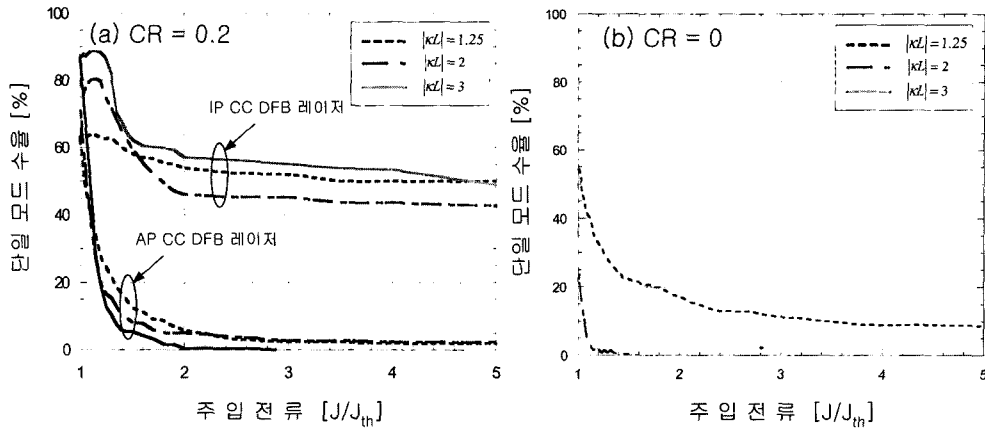 (a) CR = 0.2
|κL| ≈ 1.25
|κL| ≈ 2
|κL| ≈ 3
IP CC DFB 레이저
AP CC DFB 레이저
단일 모드 수율 [%]
100
80
60
40
20
0
1
2
3
4
5
주입전류 [J/Jth]
(b) CR = 0
|κL| = 1.25
|κL| = 2
|κL| = 3
단일 모드 수율 [%]
100
80
60
40
20
0
1
2
3
4
5
주입전류 [J/Jth]